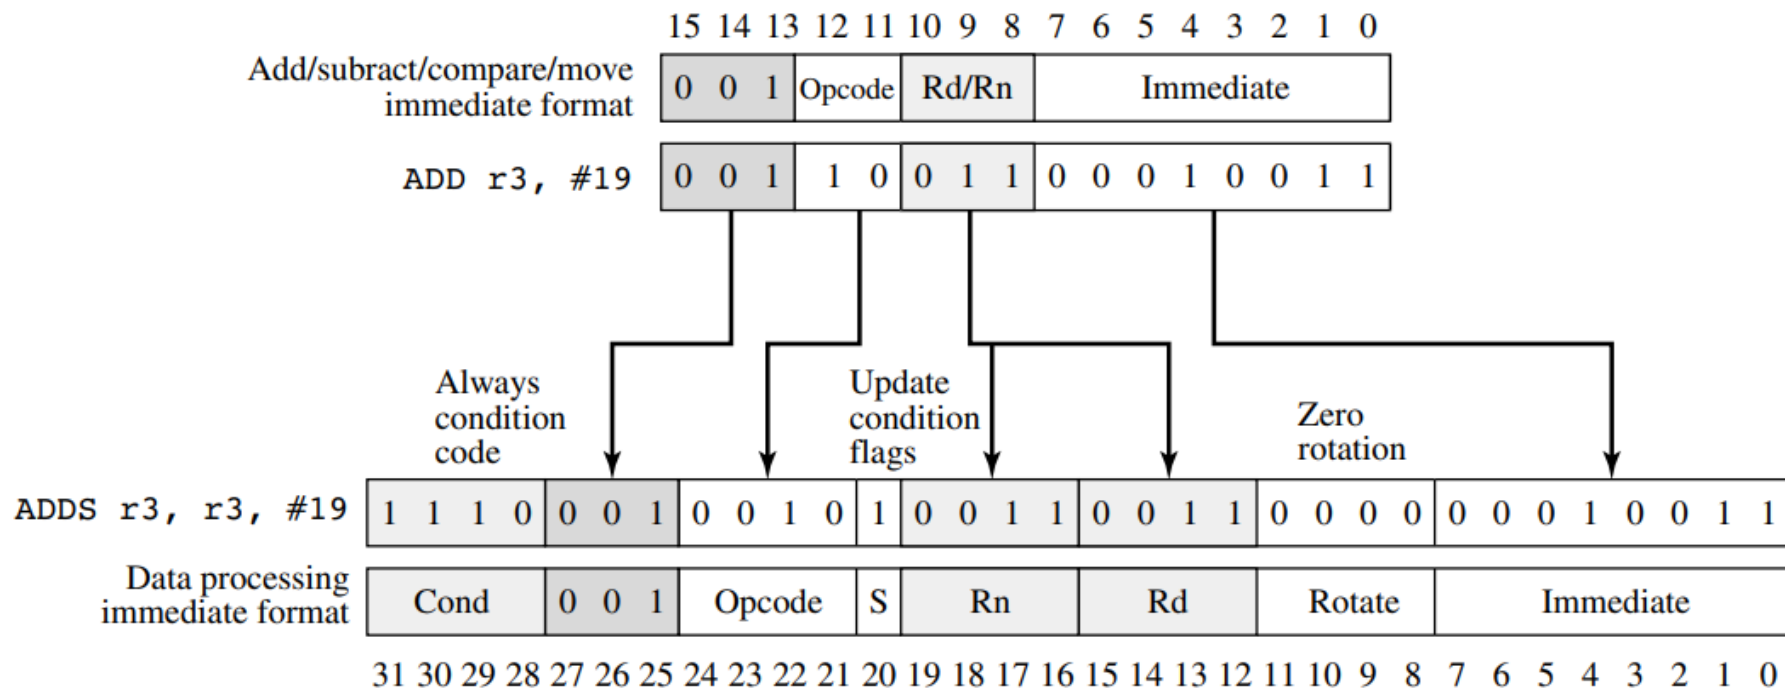 15 14 13 12 11 10 9 8 7 6 5 4 3 2 1 0
Add/subract/compare/move
immediate format
0 0 1 Opcode Rd/Rn Immediate
ADD r3, #19 0 0 1 1 0 0 1 1 0 0 0 1 0 0 1 1
Always
condition
code
Update
condition
flags
Zero
rotation
ADDS r3, r3, #19 1 1 1 0 0 0 1 0 0 1 0 1 0 0 1 1 0 0 1 1 0 0 0 0 0 0 0 1 0 0 1 1
Data processing
immediate format
Cond 0 0 1 Opcode S Rn Rd Rotate Immediate
31 30 29 28 27 26 25 24 23 22 21 20 19 18 17 16 15 14 13 12 11 10 9 8 7 6 5 4 3 2 1 0